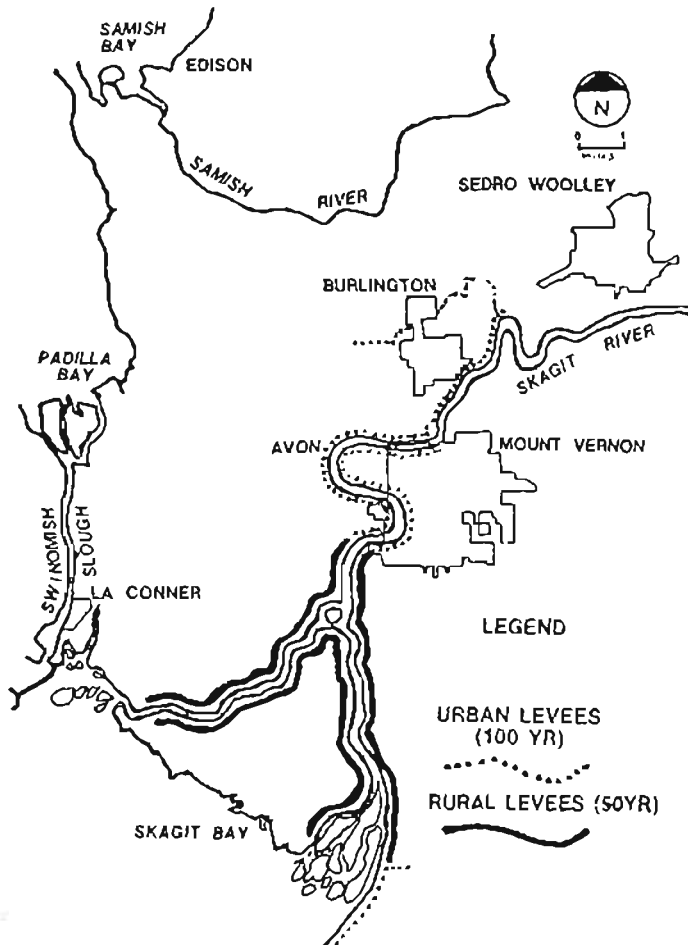 SAMISH
BAY
EDISON
N
0 1
MILES
SAMISH RIVER
SEDRO WOOLLEY
BURLINGTON
SKAGIT RIVER
PADILLA
BAY
AVON
MOUNT VERNON
SWINOMISH
SLOUGH
LA CONNER
LEGEND
URBAN LEVEES
(100 YR)
RURAL LEVEES (50YR)
SKAGIT BAY